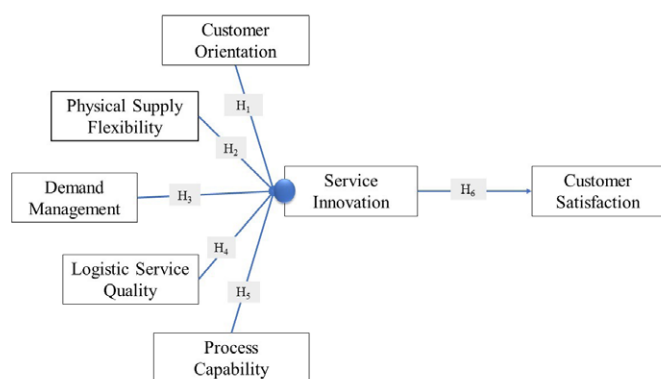 Customer
Orientation
H₁
Physical Supply
Flexibility
H₂
Demand
Management
H₃
Service
Innovation
H₆
Customer
Satisfaction
H₄
Logistic Service
Quality
H₅
Process
Capability